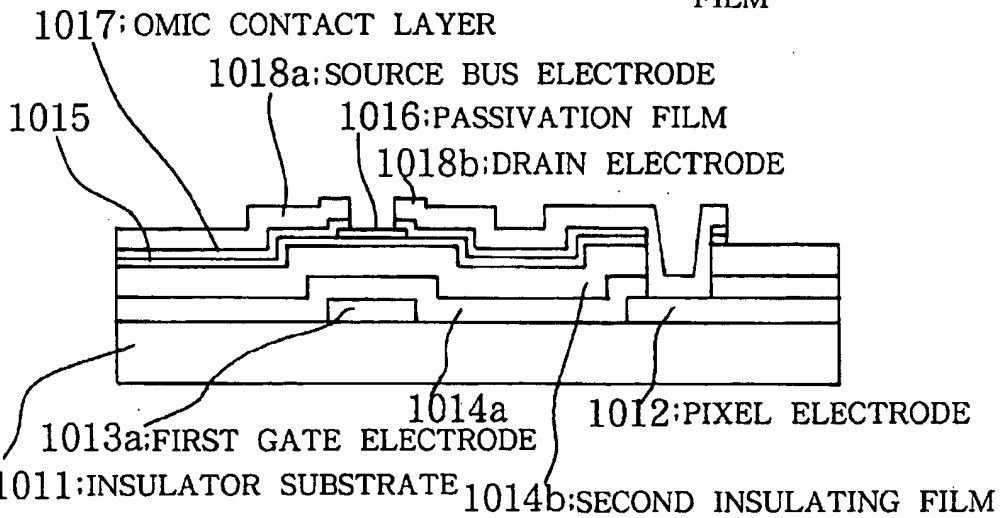 FILM
1017;OMIC CONTACT LAYER
1018a;SOURCE BUS ELECTRODE
1015
1016;PASSIVATION FILM
1018b;DRAIN ELECTRODE
1014a
1012;PIXEL ELECTRODE
1013a;FIRST GATE ELECTRODE
1011;INSULATOR SUBSTRATE
1014b;SECOND INSULATING FILM